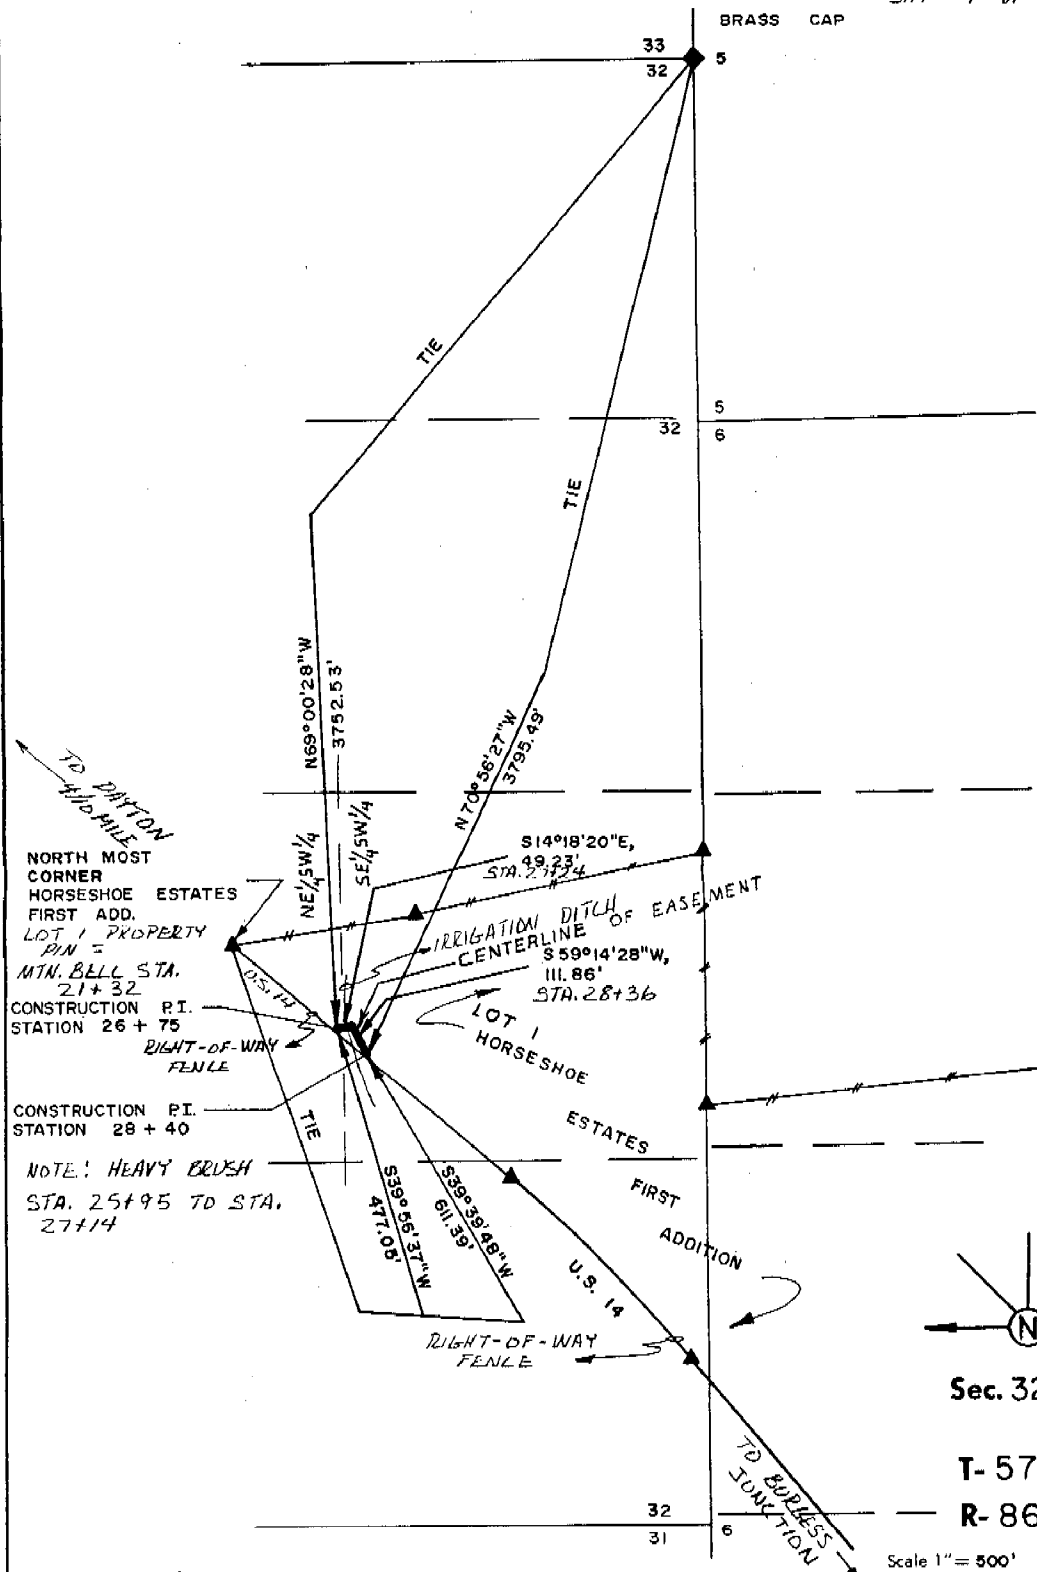 BRASS CAP
33
32
5
TIE
5
32
6
TIE
N69°00'28"W
3752.53'
N70°56'27"W
3795.49'
TO DAYTON
4/10 MILE
NE¼SW¼
SE¼SW¼
S14°18'20"E,
49.23'
STA. 27+24
NORTH MOST
CORNER
HORSESHOE ESTATES
FIRST ADD.
LOT 1 PROPERTY
PIN =
MTN. BELL STA.
21+32
IRRIGATION DITCH
CENTERLINE OF EASEMENT
S59°14'28"W,
111.86'
STA. 28+36
U.S. 14
CONSTRUCTION P.I.
STATION 26 + 75
RIGHT-OF-WAY
FENCE
LOT 1
HORSESHOE
ESTATES
FIRST
ADDITION
CONSTRUCTION P.I.
STATION 28 + 40
TIE
NOTE: HEAVY BRUSH
STA. 25+95 TO STA.
27+14
S39°56'37"W
477.05'
S39°39'48"W
611.39'
U.S. 14
RIGHT-OF-WAY
FENCE
N
Sec. 32
T- 57
R- 86
TO BURGESS
JUNCTION
32
31
6
Scale 1"= 500'